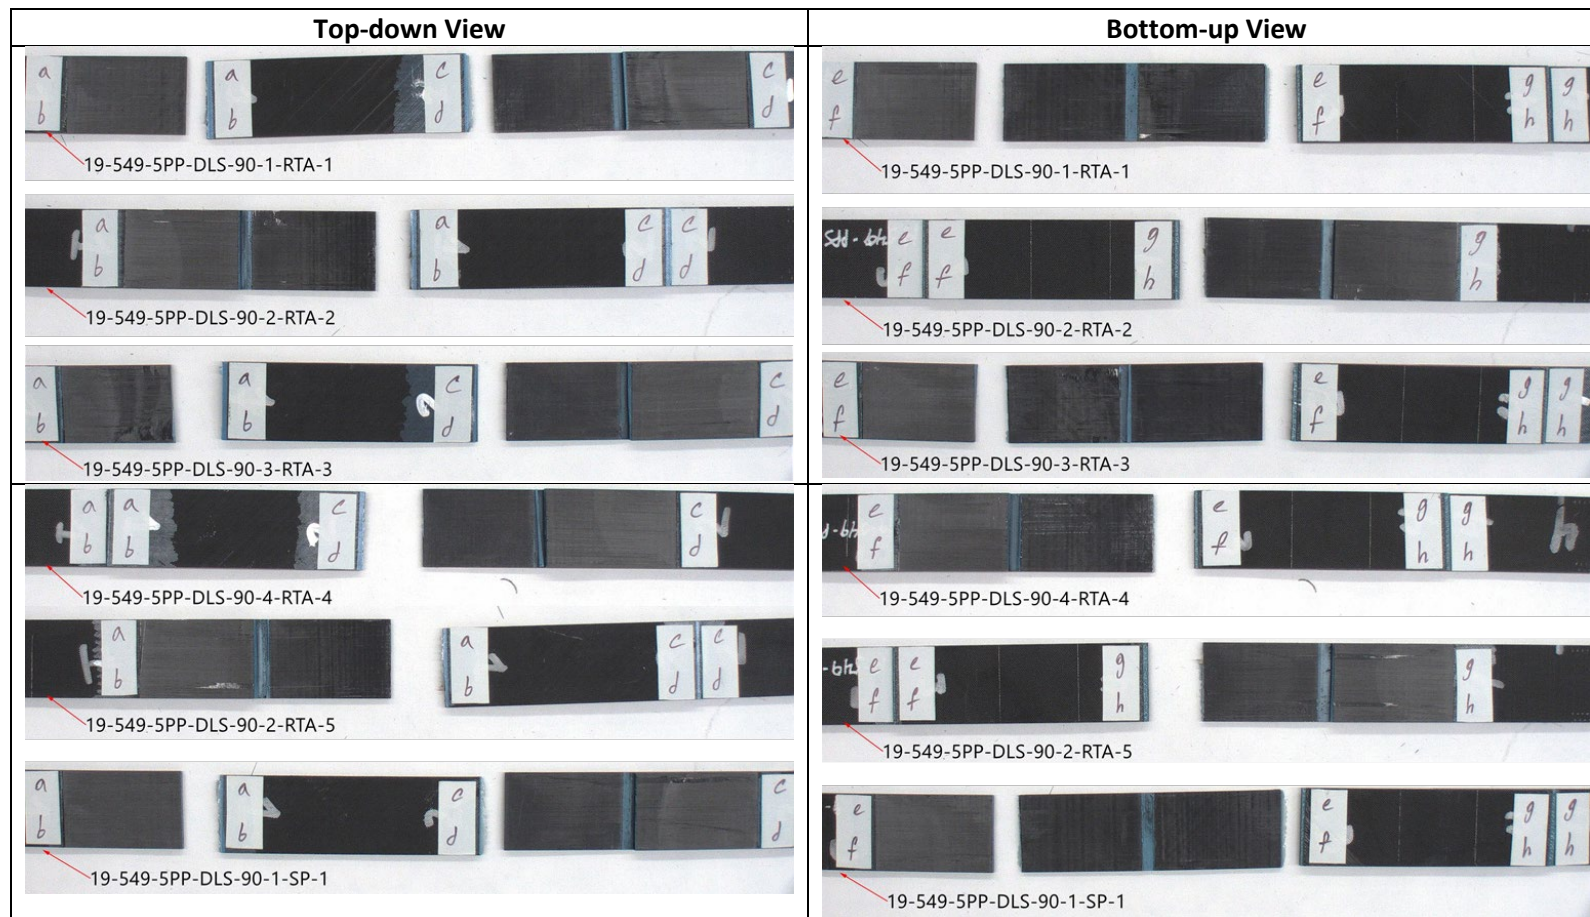 Top-down View
Bottom-up View
a a c c
b b d d
19-549-5PP-DLS-90-1-RTA-1
a a c c
b b d d
19-549-5PP-DLS-90-2-RTA-2
a a c c
b b d d
19-549-5PP-DLS-90-3-RTA-3
e e g g
f f h h
19-549-5PP-DLS-90-1-RTA-1
e e g g
f f h h
19-549-5PP-DLS-90-2-RTA-2
e e g g
f f h h
19-549-5PP-DLS-90-3-RTA-3
a a c c
b b d d
19-549-5PP-DLS-90-4-RTA-4
a a c c
b b d d
19-549-5PP-DLS-90-2-RTA-5
a a c c
b b d d
19-549-5PP-DLS-90-1-SP-1
e e g g
f f h h
19-549-5PP-DLS-90-4-RTA-4
e e g g
f f h h
19-549-5PP-DLS-90-2-RTA-5
e e g g
f f h h
19-549-5PP-DLS-90-1-SP-1